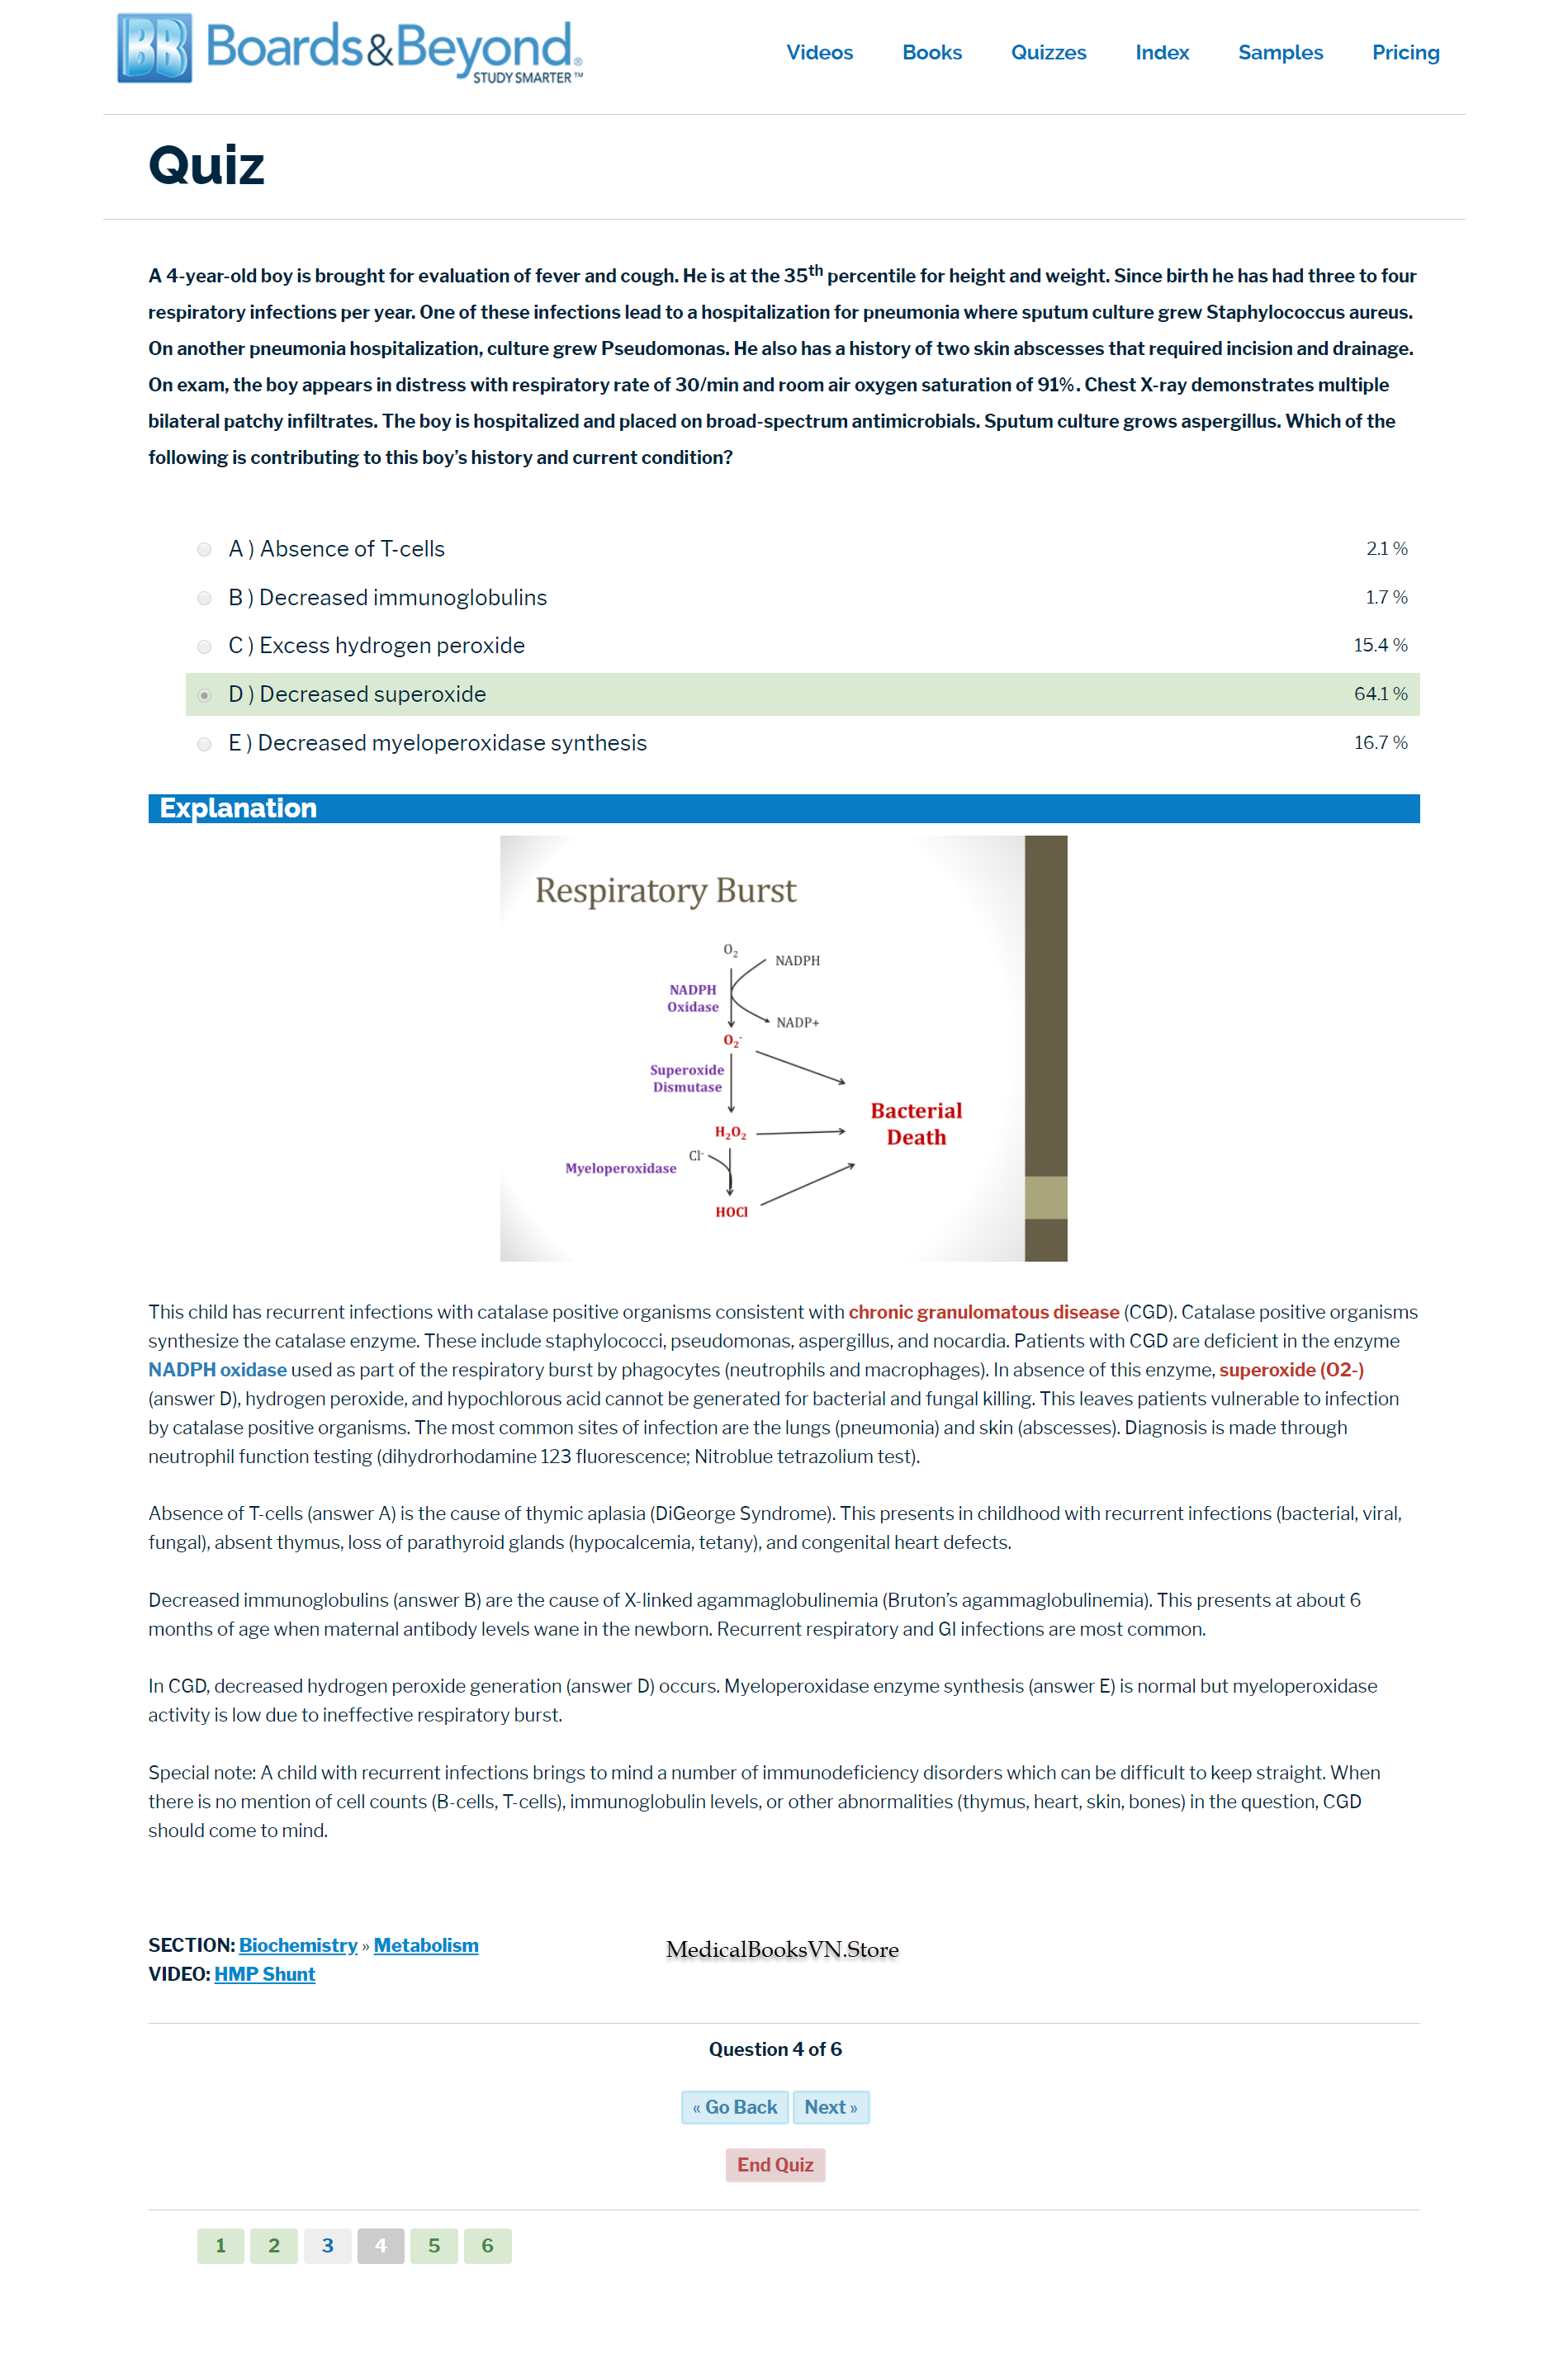 BB Boards&Beyond®
STUDY SMARTER™
Videos Books Quizzes Index Samples Pricing
Quiz
A 4-year-old boy is brought for evaluation of fever and cough. He is at the 35th percentile for height and weight. Since birth he has had three to four
respiratory infections per year. One of these infections lead to a hospitalization for pneumonia where sputum culture grew Staphylococcus aureus.
On another pneumonia hospitalization, culture grew Pseudomonas. He also has a history of two skin abscesses that required incision and drainage.
On exam, the boy appears in distress with respiratory rate of 30/min and room air oxygen saturation of 91%. Chest X-ray demonstrates multiple
bilateral patchy infiltrates. The boy is hospitalized and placed on broad-spectrum antimicrobials. Sputum culture grows aspergillus. Which of the
following is contributing to this boy’s history and current condition?
A ) Absence of T-cells 2.1 %
B ) Decreased immunoglobulins 1.7 %
C ) Excess hydrogen peroxide 15.4 %
D ) Decreased superoxide 64.1 %
E ) Decreased myeloperoxidase synthesis 16.7 %
Explanation
Respiratory Burst
O₂
NADPH
NADPH
Oxidase
NADP+
O₂⁻
Superoxide
Dismutase
Bacterial
Death
H₂O₂
Cl⁻
Myeloperoxidase
HOCl
This child has recurrent infections with catalase positive organisms consistent with chronic granulomatous disease (CGD). Catalase positive organisms
synthesize the catalase enzyme. These include staphylococci, pseudomonas, aspergillus, and nocardia. Patients with CGD are deficient in the enzyme
NADPH oxidase used as part of the respiratory burst by phagocytes (neutrophils and macrophages). In absence of this enzyme, superoxide (O2-)
(answer D), hydrogen peroxide, and hypochlorous acid cannot be generated for bacterial and fungal killing. This leaves patients vulnerable to infection
by catalase positive organisms. The most common sites of infection are the lungs (pneumonia) and skin (abscesses). Diagnosis is made through
neutrophil function testing (dihydrorhodamine 123 fluorescence; Nitroblue tetrazolium test).
Absence of T-cells (answer A) is the cause of thymic aplasia (DiGeorge Syndrome). This presents in childhood with recurrent infections (bacterial, viral,
fungal), absent thymus, loss of parathyroid glands (hypocalcemia, tetany), and congenital heart defects.
Decreased immunoglobulins (answer B) are the cause of X-linked agammaglobulinemia (Bruton’s agammaglobulinemia). This presents at about 6
months of age when maternal antibody levels wane in the newborn. Recurrent respiratory and GI infections are most common.
In CGD, decreased hydrogen peroxide generation (answer D) occurs. Myeloperoxidase enzyme synthesis (answer E) is normal but myeloperoxidase
activity is low due to ineffective respiratory burst.
Special note: A child with recurrent infections brings to mind a number of immunodeficiency disorders which can be difficult to keep straight. When
there is no mention of cell counts (B-cells, T-cells), immunoglobulin levels, or other abnormalities (thymus, heart, skin, bones) in the question, CGD
should come to mind.
SECTION: Biochemistry » Metabolism
MedicalBooksVN.Store
VIDEO: HMP Shunt
Question 4 of 6
« Go Back Next »
End Quiz
1 2 3 4 5 6